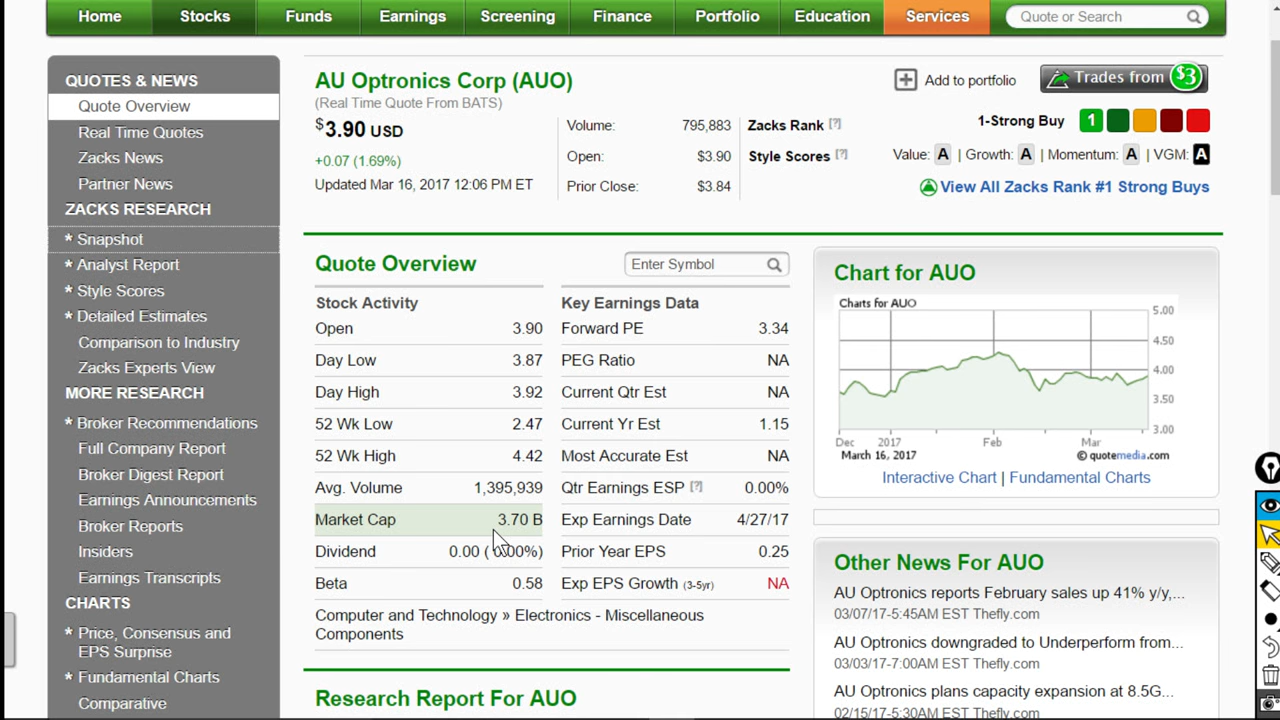 Home Stocks Funds Earnings Screening Finance Portfolio Education Services Quote or Search
QUOTES & NEWS
Quote Overview
Real Time Quotes
Zacks News
Partner News
ZACKS RESEARCH
* Snapshot
* Analyst Report
* Style Scores
* Detailed Estimates
Comparison to Industry
Zacks Experts View
MORE RESEARCH
* Broker Recommendations
Full Company Report
Broker Digest Report
Earnings Announcements
Broker Reports
Insiders
Earnings Transcripts
CHARTS
* Price, Consensus and
EPS Surprise
* Fundamental Charts
Comparative
AU Optronics Corp (AUO)
(Real Time Quote From BATS)
$3.90 USD
+0.07 (1.69%)
Updated Mar 16, 2017 12:06 PM ET
Volume: 795,883
Open: $3.90
Prior Close: $3.84
Add to portfolio
Trades from $3
Zacks Rank [?] 1-Strong Buy 1
Style Scores [?] Value: A | Growth: A | Momentum: A | VGM: A
View All Zacks Rank #1 Strong Buys
Quote Overview
Enter Symbol
Stock Activity
Open 3.90
Day Low 3.87
Day High 3.92
52 Wk Low 2.47
52 Wk High 4.42
Avg. Volume 1,395,939
Market Cap 3.70 B
Dividend 0.00 ( 0.00%)
Beta 0.58
Key Earnings Data
Forward PE 3.34
PEG Ratio NA
Current Qtr Est NA
Current Yr Est 1.15
Most Accurate Est NA
Qtr Earnings ESP [?] 0.00%
Exp Earnings Date 4/27/17
Prior Year EPS 0.25
Exp EPS Growth (3-5yr) NA
Computer and Technology » Electronics - Miscellaneous
Components
Research Report For AUO
Chart for AUO
Charts for AUO
5.00
4.50
4.00
3.50
3.00
Dec 2017 Feb Mar
March 16, 2017 © quotemedia.com
Interactive Chart | Fundamental Charts
Other News For AUO
AU Optronics reports February sales up 41% y/y,...
03/07/17-5:45AM EST Thefly.com
AU Optronics downgraded to Underperform from...
03/03/17-7:00AM EST Thefly.com
AU Optronics plans capacity expansion at 8.5G...
02/15/17-5:30AM EST Thefly.com